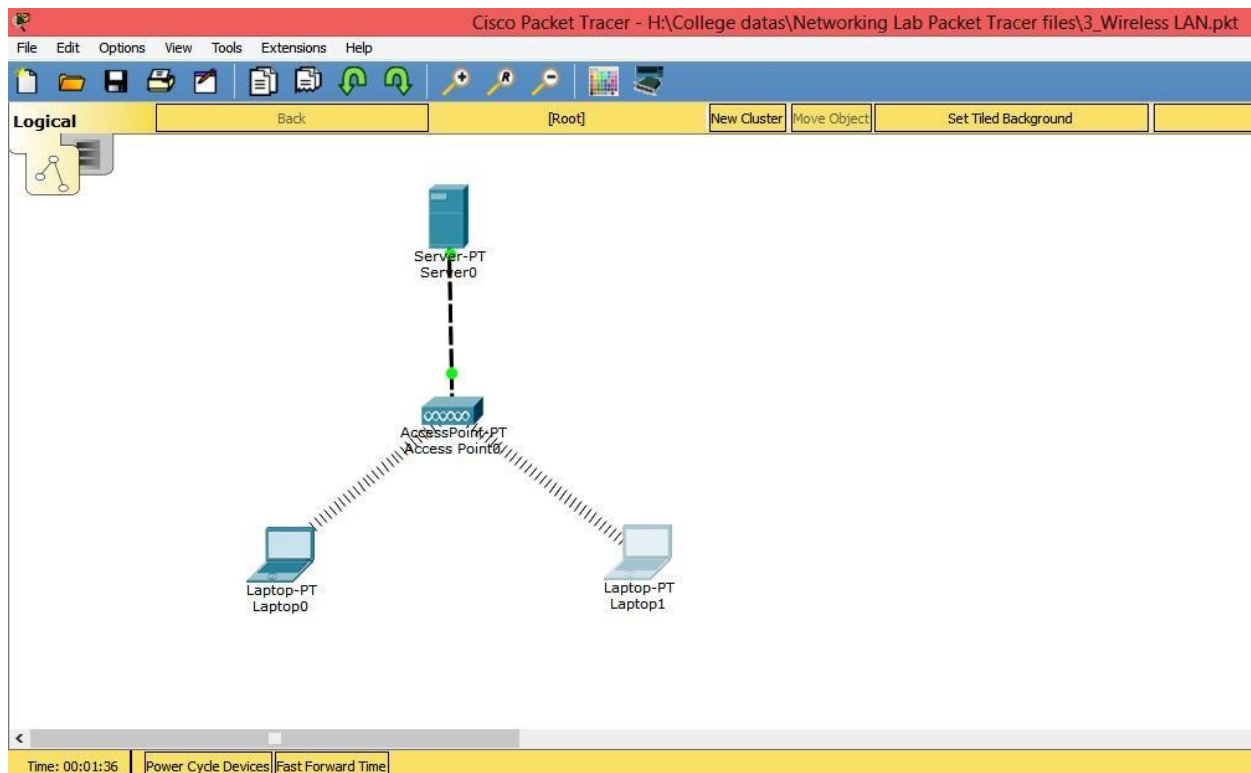 Cisco Packet Tracer - H:\College datas\Networking Lab Packet Tracer files\3_Wireless LAN.pkt
File Edit Options View Tools Extensions Help
R
Logical Back [Root] New Cluster Move Object Set Tiled Background
Server-PT
Server0
AccessPoint-PT
Access Point0
Laptop-PT
Laptop0
Laptop-PT
Laptop1
Time: 00:01:36 Power Cycle Devices Fast Forward Time